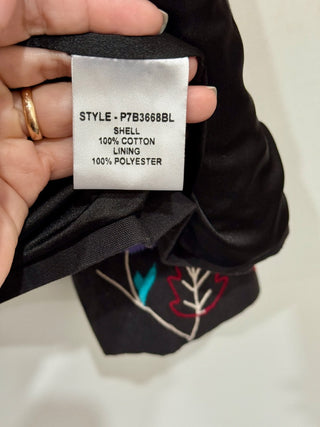 STYLE - P7B3668BL
SHELL
100% COTTON
LINING
100% POLYESTER